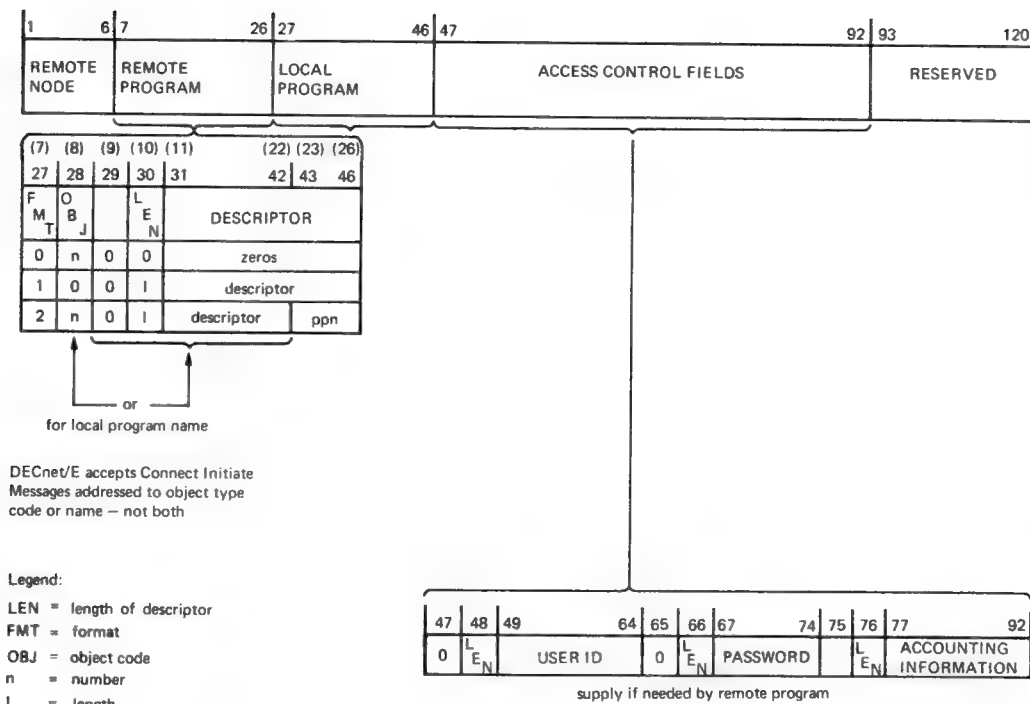 1 6 7 26 27 46 47 92 93 120
REMOTE NODE REMOTE PROGRAM LOCAL PROGRAM ACCESS CONTROL FIELDS RESERVED
(7) (8) (9) (10) (11) (22) (23) (26)
27 28 29 30 31 42 43 46
FMT OBJ LEN DESCRIPTOR
0 n 0 0 zeros
1 0 0 l descriptor
2 n 0 l descriptor ppn
or
for local program name
DECnet/E accepts Connect Initiate
Messages addressed to object type
code or name – not both
Legend:
LEN = length of descriptor
FMT = format
OBJ = object code
n = number
L = length
47 48 49 64 65 66 67 74 75 76 77 92
0 LEN USER ID 0 LEN PASSWORD LEN ACCOUNTING INFORMATION
supply if needed by remote program